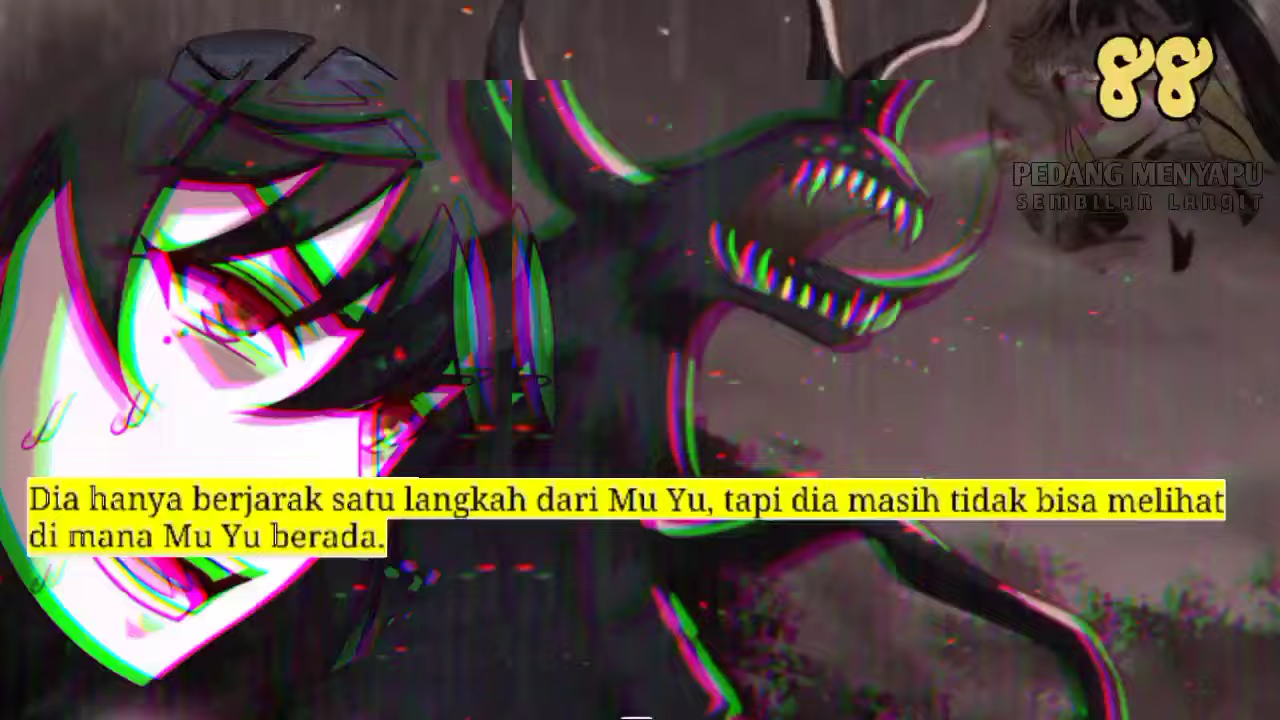 88
PEDANG MENYAPU
SEMBILAN LANGIT
Dia hanya berjarak satu langkah dari Mu Yu, tapi dia masih tidak bisa melihat
di mana Mu Yu berada.